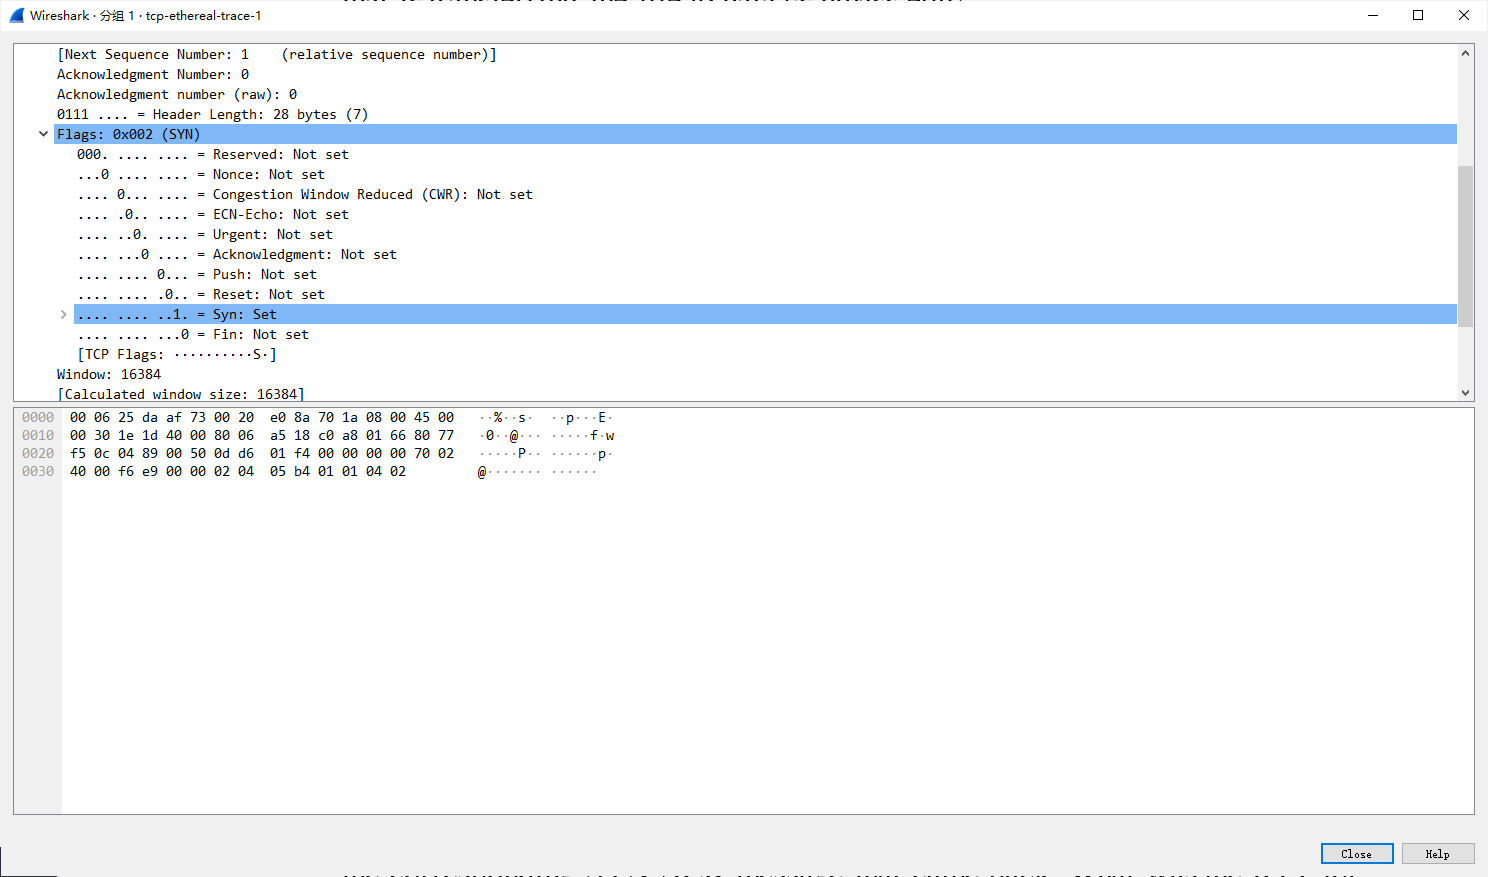 Wireshark · 分组 1 · tcp-ethereal-trace-1
[Next Sequence Number: 1    (relative sequence number)]
Acknowledgment Number: 0
Acknowledgment number (raw): 0
0111 .... = Header Length: 28 bytes (7)
Flags: 0x002 (SYN)
000. .... .... = Reserved: Not set
...0 .... .... = Nonce: Not set
.... 0... .... = Congestion Window Reduced (CWR): Not set
.... .0.. .... = ECN-Echo: Not set
.... ..0. .... = Urgent: Not set
.... ...0 .... = Acknowledgment: Not set
.... .... 0... = Push: Not set
.... .... .0.. = Reset: Not set
.... .... ..1. = Syn: Set
.... .... ...0 = Fin: Not set
[TCP Flags: ··········S·]
Window: 16384
[Calculated window size: 16384]
0000 00 06 25 da af 73 00 20 e0 8a 70 1a 08 00 45 00 ··%··s· ··p···E·
0010 00 30 1e 1d 40 00 80 06 a5 18 c0 a8 01 66 80 77 ·0··@··· ·····f·w
0020 f5 0c 04 89 00 50 0d d6 01 f4 00 00 00 00 70 02 ·····P·· ······p·
0030 40 00 f6 e9 00 00 02 04 05 b4 01 01 04 02 @······· ······
Close Help